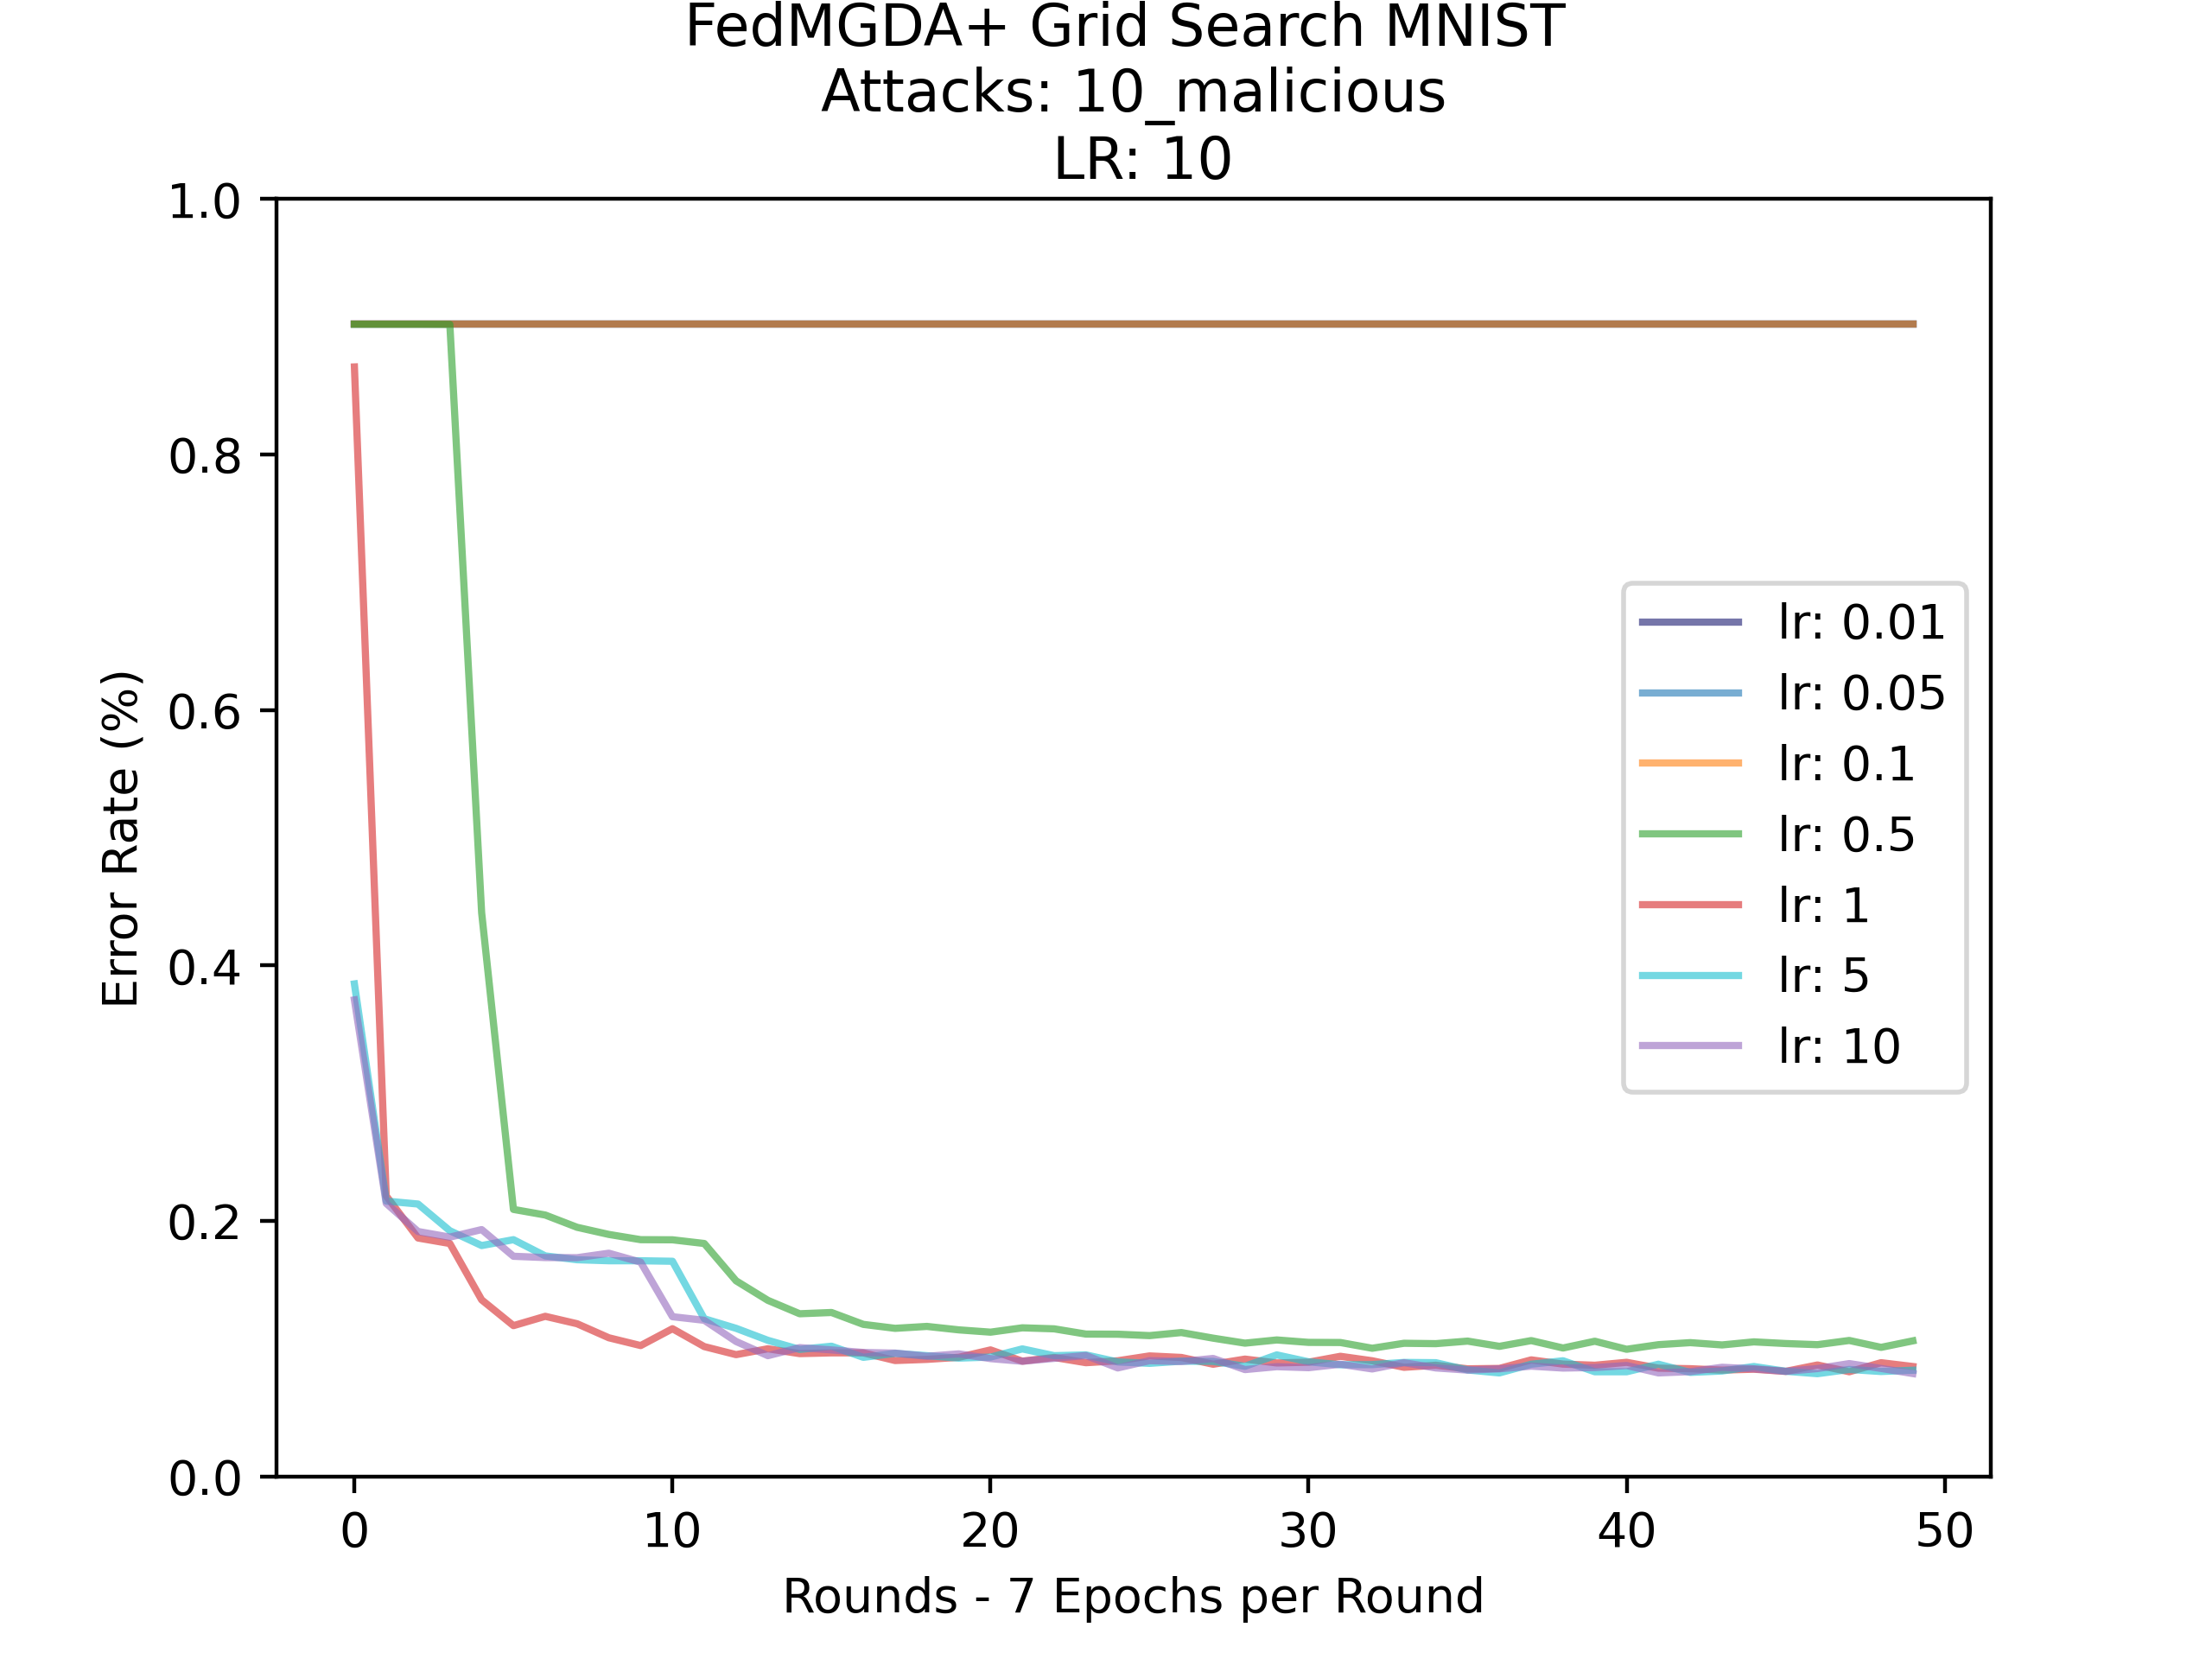 FedMGDA+ Grid Search MNIST
Attacks: 10_malicious
LR: 10
1.0
0.8
0.6
0.4
0.2
0.0
Error Rate (%)
lr: 0.01
lr: 0.05
lr: 0.1
lr: 0.5
lr: 1
lr: 5
lr: 10
0 10 20 30 40 50
Rounds - 7 Epochs per Round